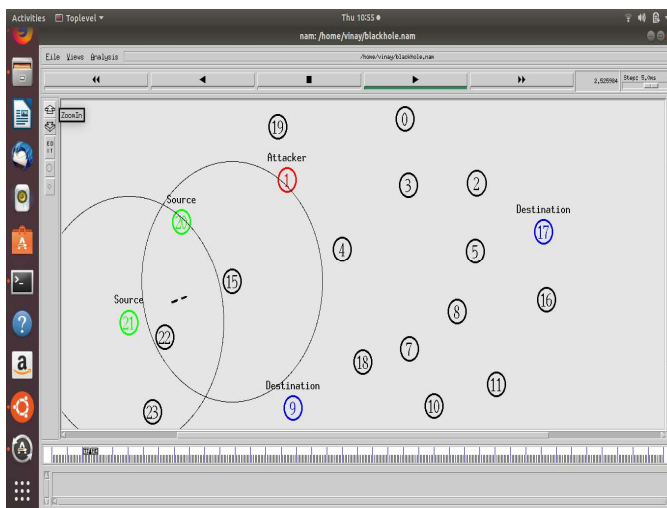 Activities Toplevel Thu 10:55
nam: /home/vinay/blackhole.nam
File Views Analysis /home/vinay/blackhole.nam
2.525984 Step: 5.0ms
ZoomIn
19
0
Attacker
1
3
2
Source
20
Destination
17
4
5
15
16
Source
21
8
22
7
18
11
Destination
9
10
23